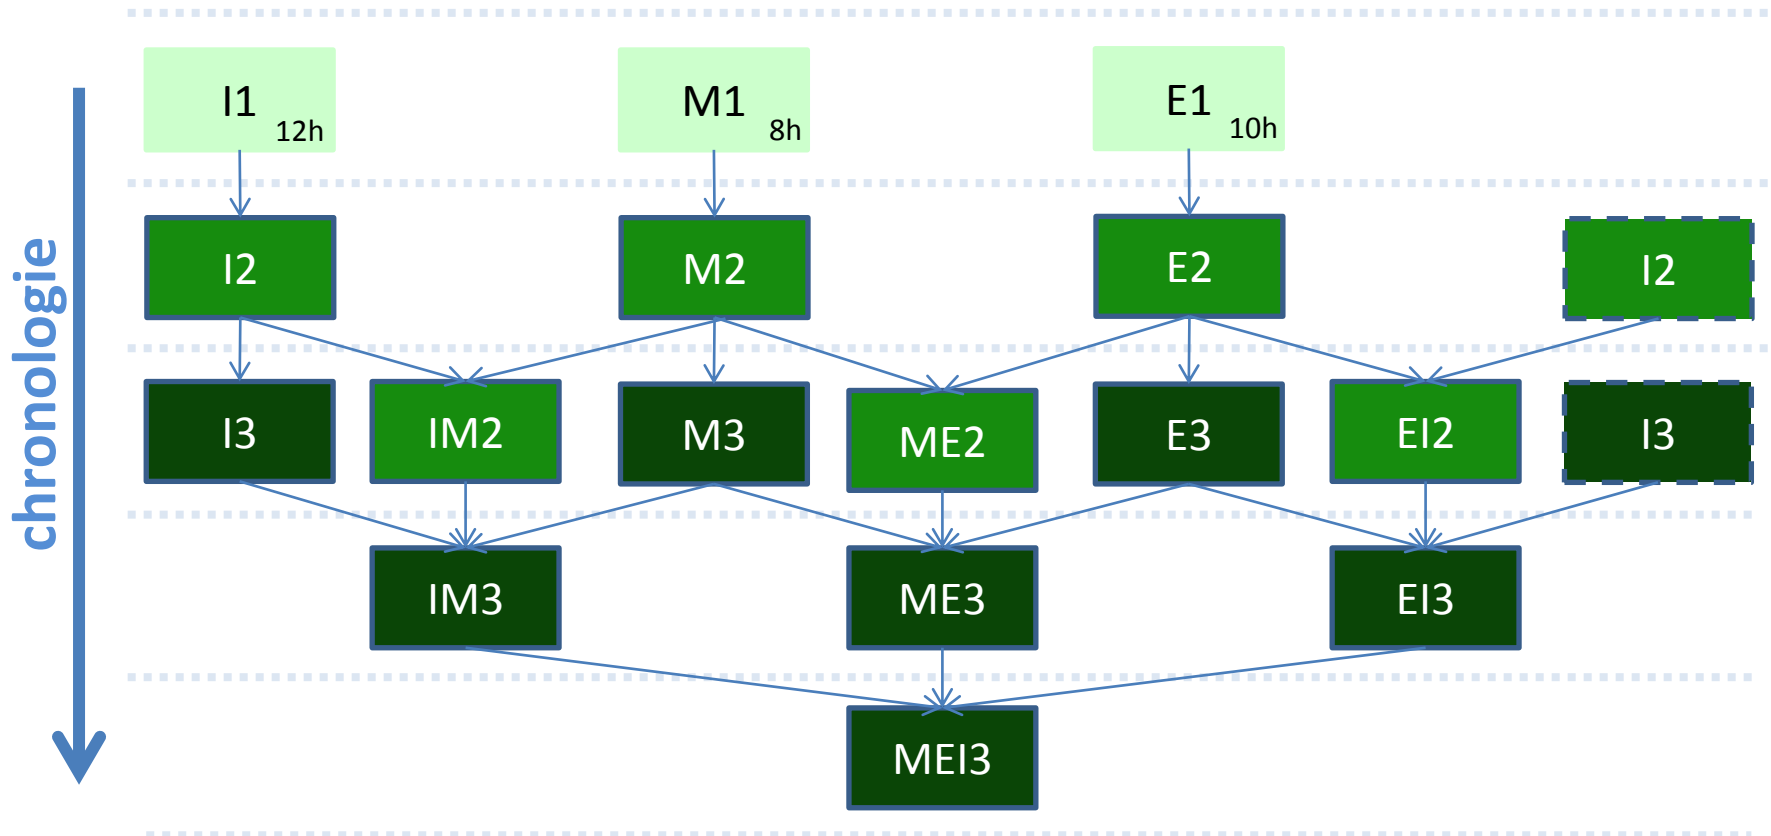 chronologie
I1
12h
M1
8h
E1
10h
I2
M2
E2
I2
I3
IM2
M3
ME2
E3
EI2
I3
IM3
ME3
EI3
MEI3